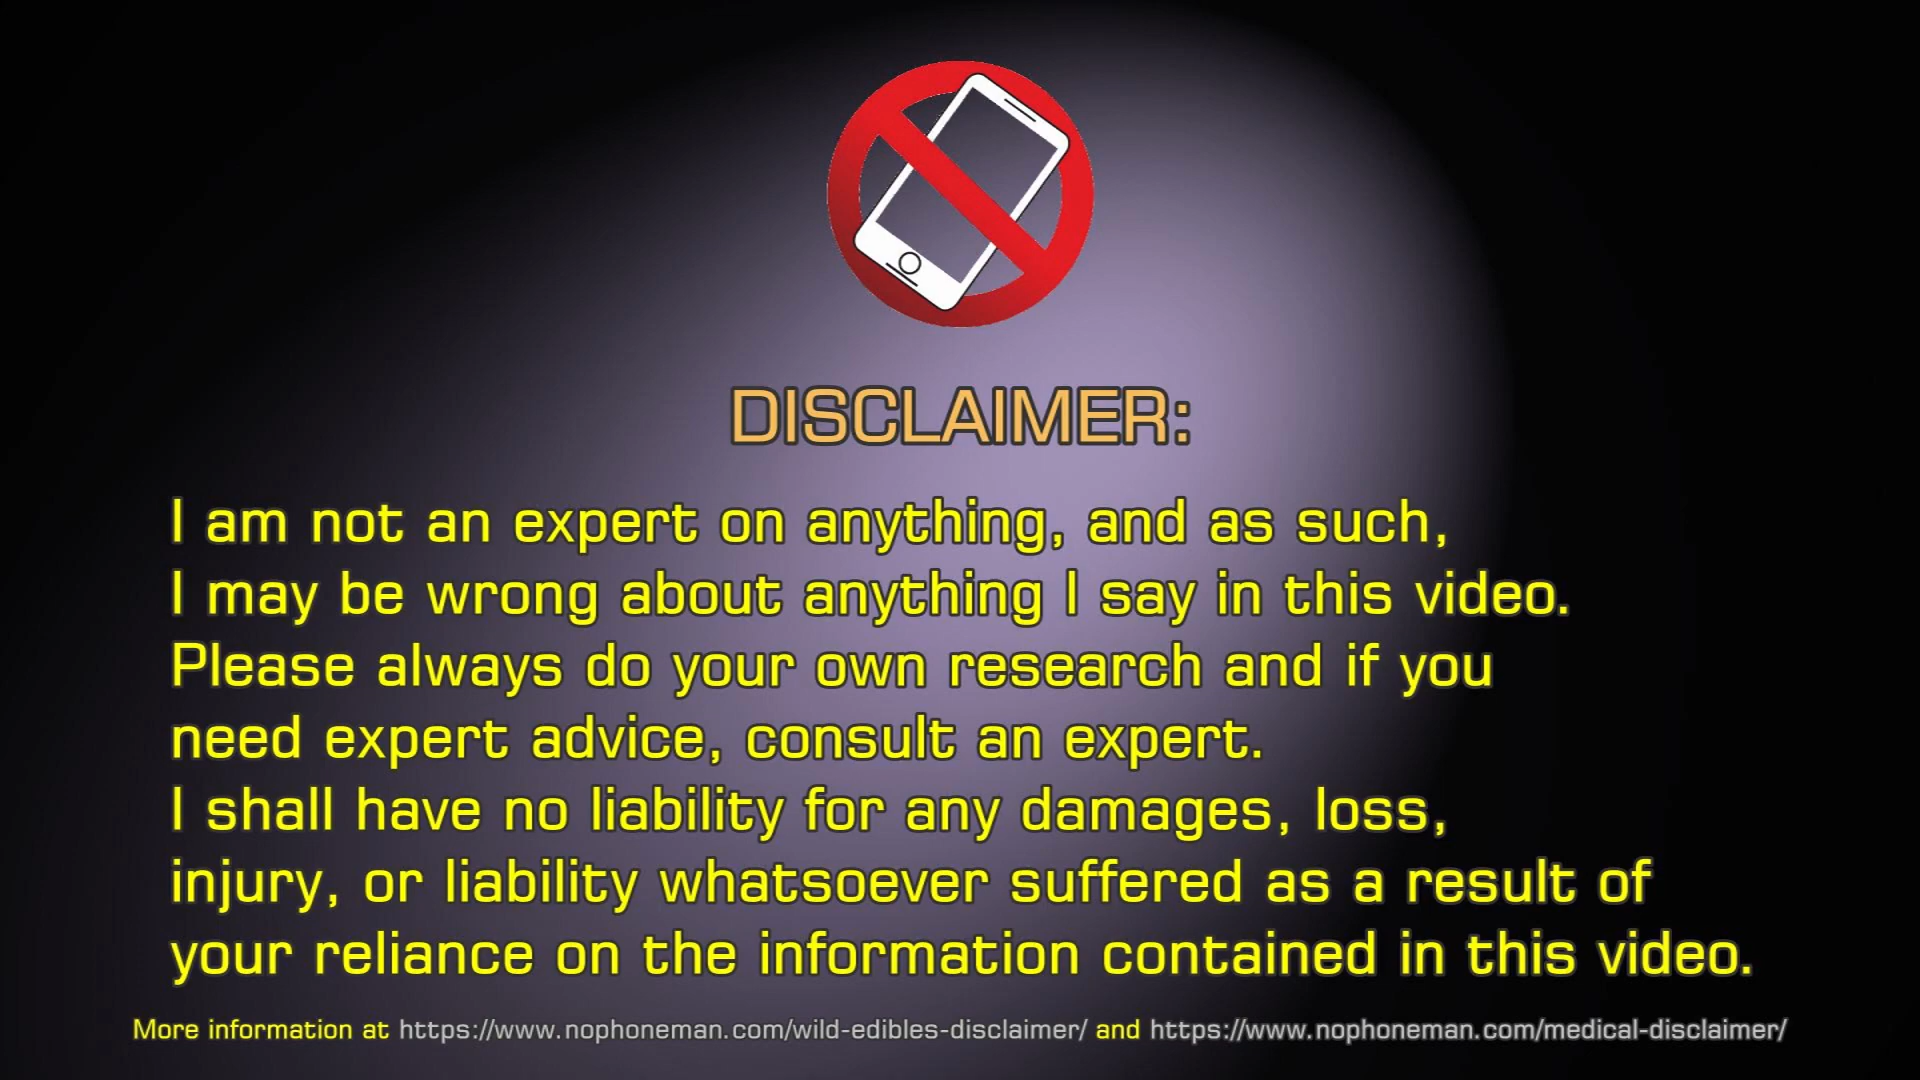 DISCLAIMER:
I am not an expert on anything, and as such,
I may be wrong about anything I say in this video.
Please always do your own research and if you
need expert advice, consult an expert.
I shall have no liability for any damages, loss,
injury, or liability whatsoever suffered as a result of
your reliance on the information contained in this video.
More information at https://www.nophoneman.com/wild-edibles-disclaimer/ and https://www.nophoneman.com/medical-disclaimer/